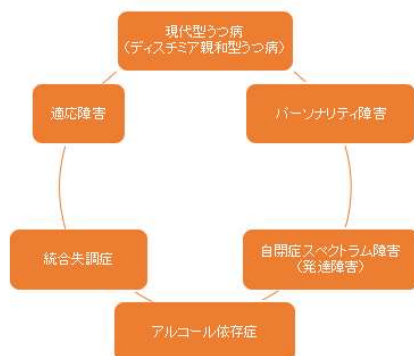 現代型うつ病
(ディスチミア親和型うつ病)
パーソナリティ障害
自閉症スペクトラム障害
(発達障害)
アルコール依存症
統合失調症
適応障害